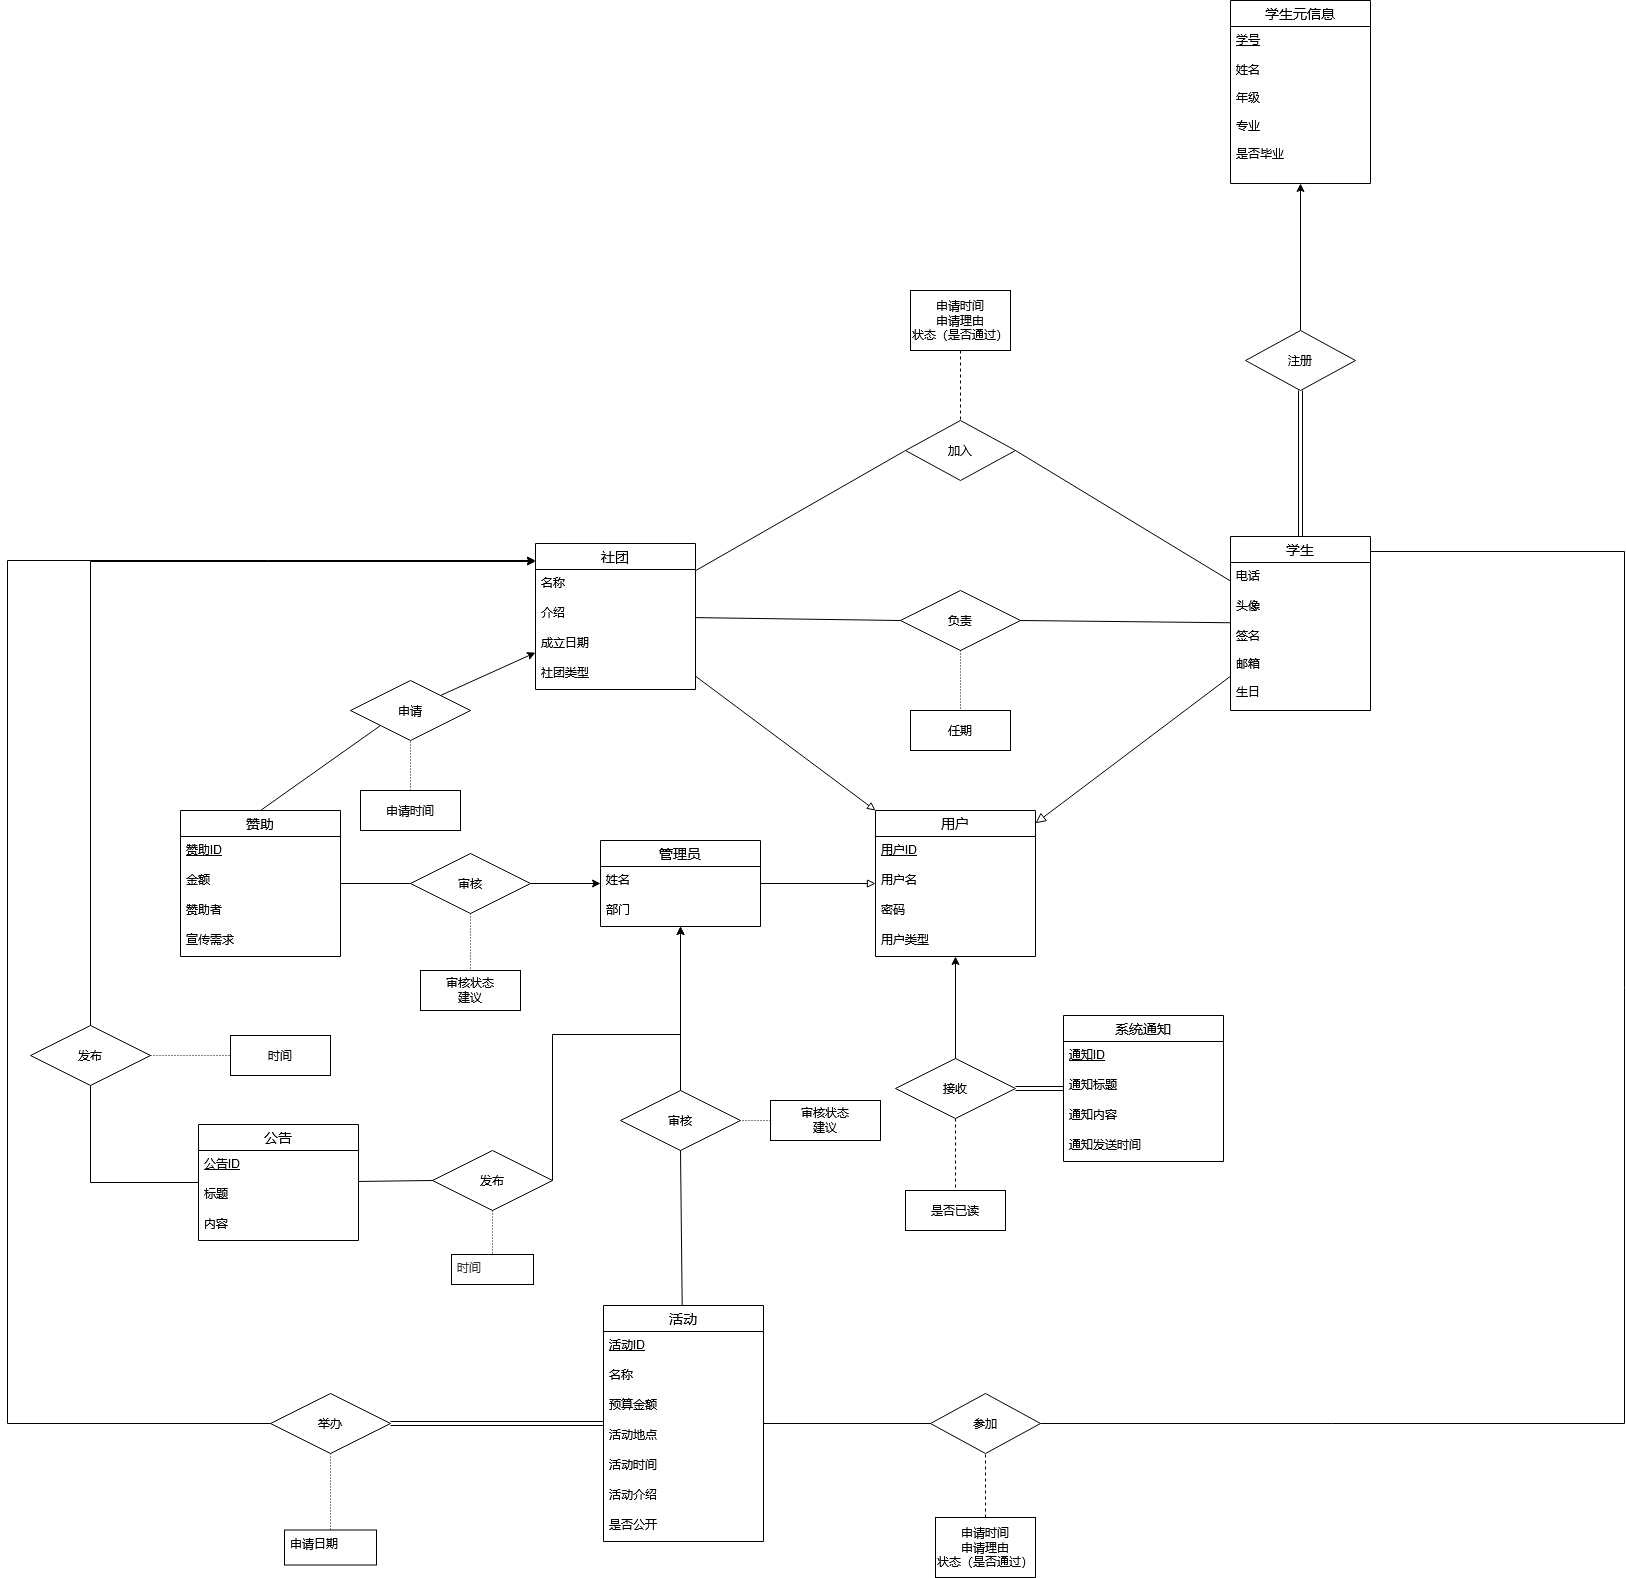 学生元信息
学号
姓名
年级
专业
是否毕业
申请时间
申请理由
状态（是否通过）
注册
加入
社团
名称
介绍
成立日期
社团类型
负责
任期
学生
电话
头像
签名
邮箱
生日
申请
申请时间
赞助
赞助ID
金额
赞助者
宣传需求
审核
审核状态
建议
管理员
姓名
部门
用户
用户ID
用户名
密码
用户类型
发布
时间
公告
公告ID
标题
内容
发布
时间
审核
审核状态
建议
接收
是否已读
系统通知
通知ID
通知标题
通知内容
通知发送时间
活动
活动ID
名称
预算金额
活动地点
活动时间
活动介绍
是否公开
举办
申请日期
参加
申请时间
申请理由
状态（是否通过）